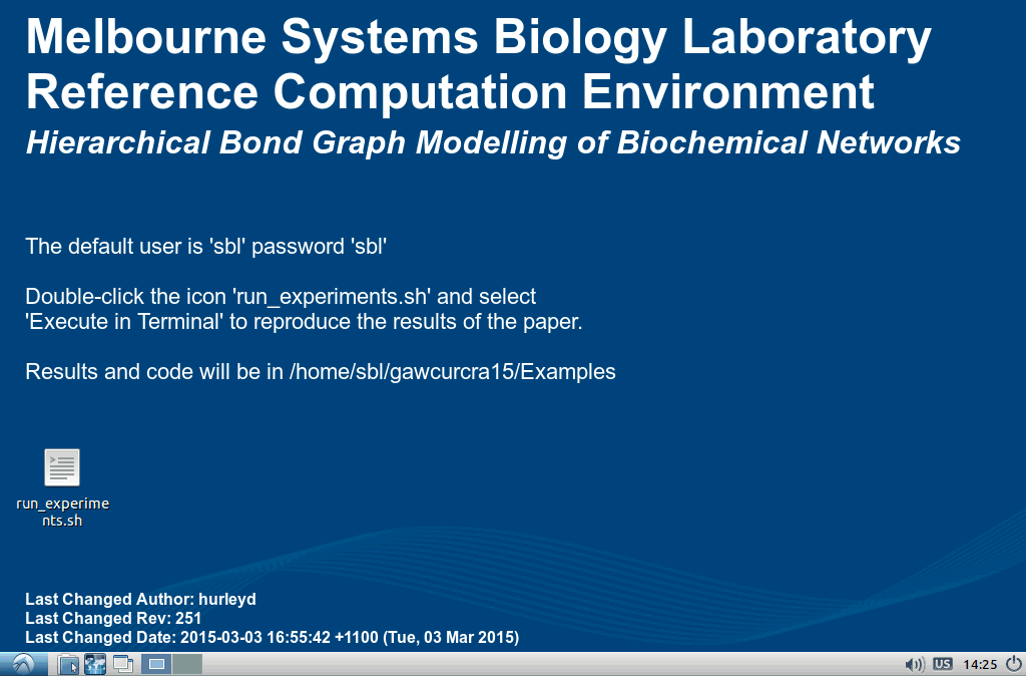 Melbourne Systems Biology Laboratory
Reference Computation Environment
Hierarchical Bond Graph Modelling of Biochemical Networks
The default user is 'sbl' password 'sbl'
Double-click the icon 'run_experiments.sh' and select
'Execute in Terminal' to reproduce the results of the paper.
Results and code will be in /home/sbl/gawcurcra15/Examples
run_experime
nts.sh
Last Changed Author: hurleyd
Last Changed Rev: 251
Last Changed Date: 2015-03-03 16:55:42 +1100 (Tue, 03 Mar 2015)
US 14:25